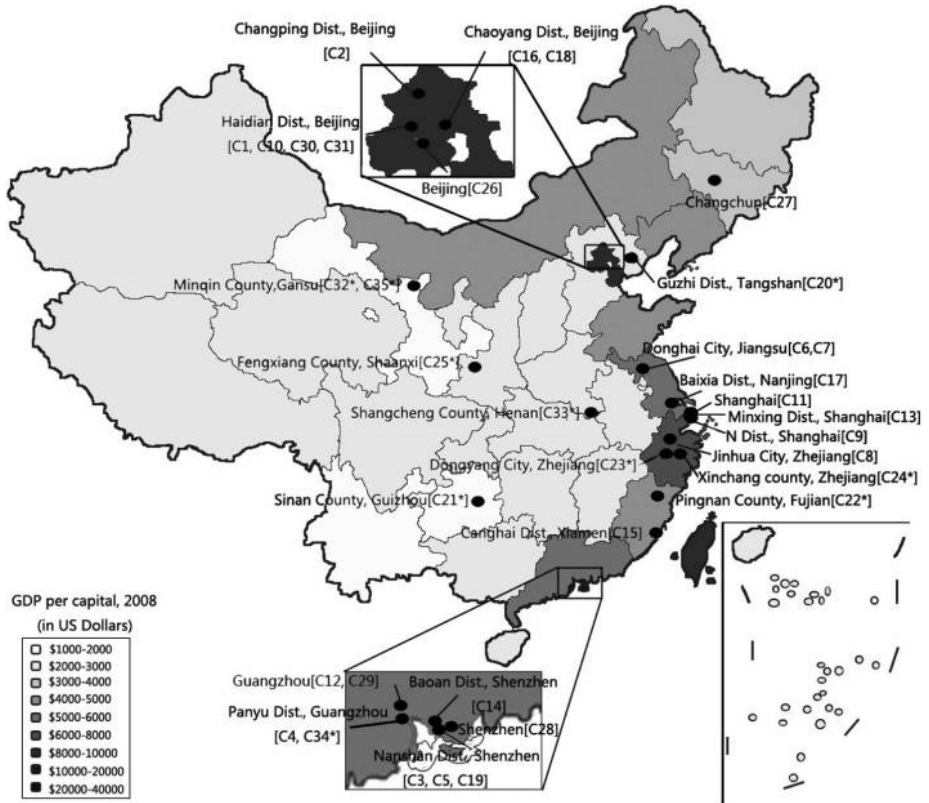 Changping Dist., Beijing
[C2]
Chaoyang Dist., Beijing
[C16, C18]
Haidian Dist., Beijing
[C1, C10, C30, C31]
Beijing[C26]
Changchun[C27]
Minqin County,Gansu[C32*, C35*]
Guzhi Dist., Tangshan[C20*]
Donghai City, Jiangsu[C6,C7]
Fengxiang County, Shaanxi[C25*]
Baixia Dist., Nanjing[C17]
Shanghai[C11]
Shangcheng County, Henan[C33*]
Minxing Dist., Shanghai[C13]
N Dist., Shanghai[C9]
Jinhua City, Zhejiang[C8]
Dongyang City, Zhejiang[C23*]
Xinchang county, Zhejiang[C24*]
Sinan County, Guizhou[C21*]
Pingnan County, Fujian[C22*]
Canghai Dist., Xiamen[C15]
GDP per capital, 2008
(in US Dollars)
$1000-2000
$2000-3000
$3000-4000
$4000-5000
$5000-6000
$6000-8000
$8000-10000
$10000-20000
$20000-40000
Guangzhou[C12, C29]
Baoan Dist., Shenzhen
[C14]
Panyu Dist., Guangzhou
[C4, C34*]
Shenzhen[C28]
Nanshan Dist., Shenzhen
[C3, C5, C19]